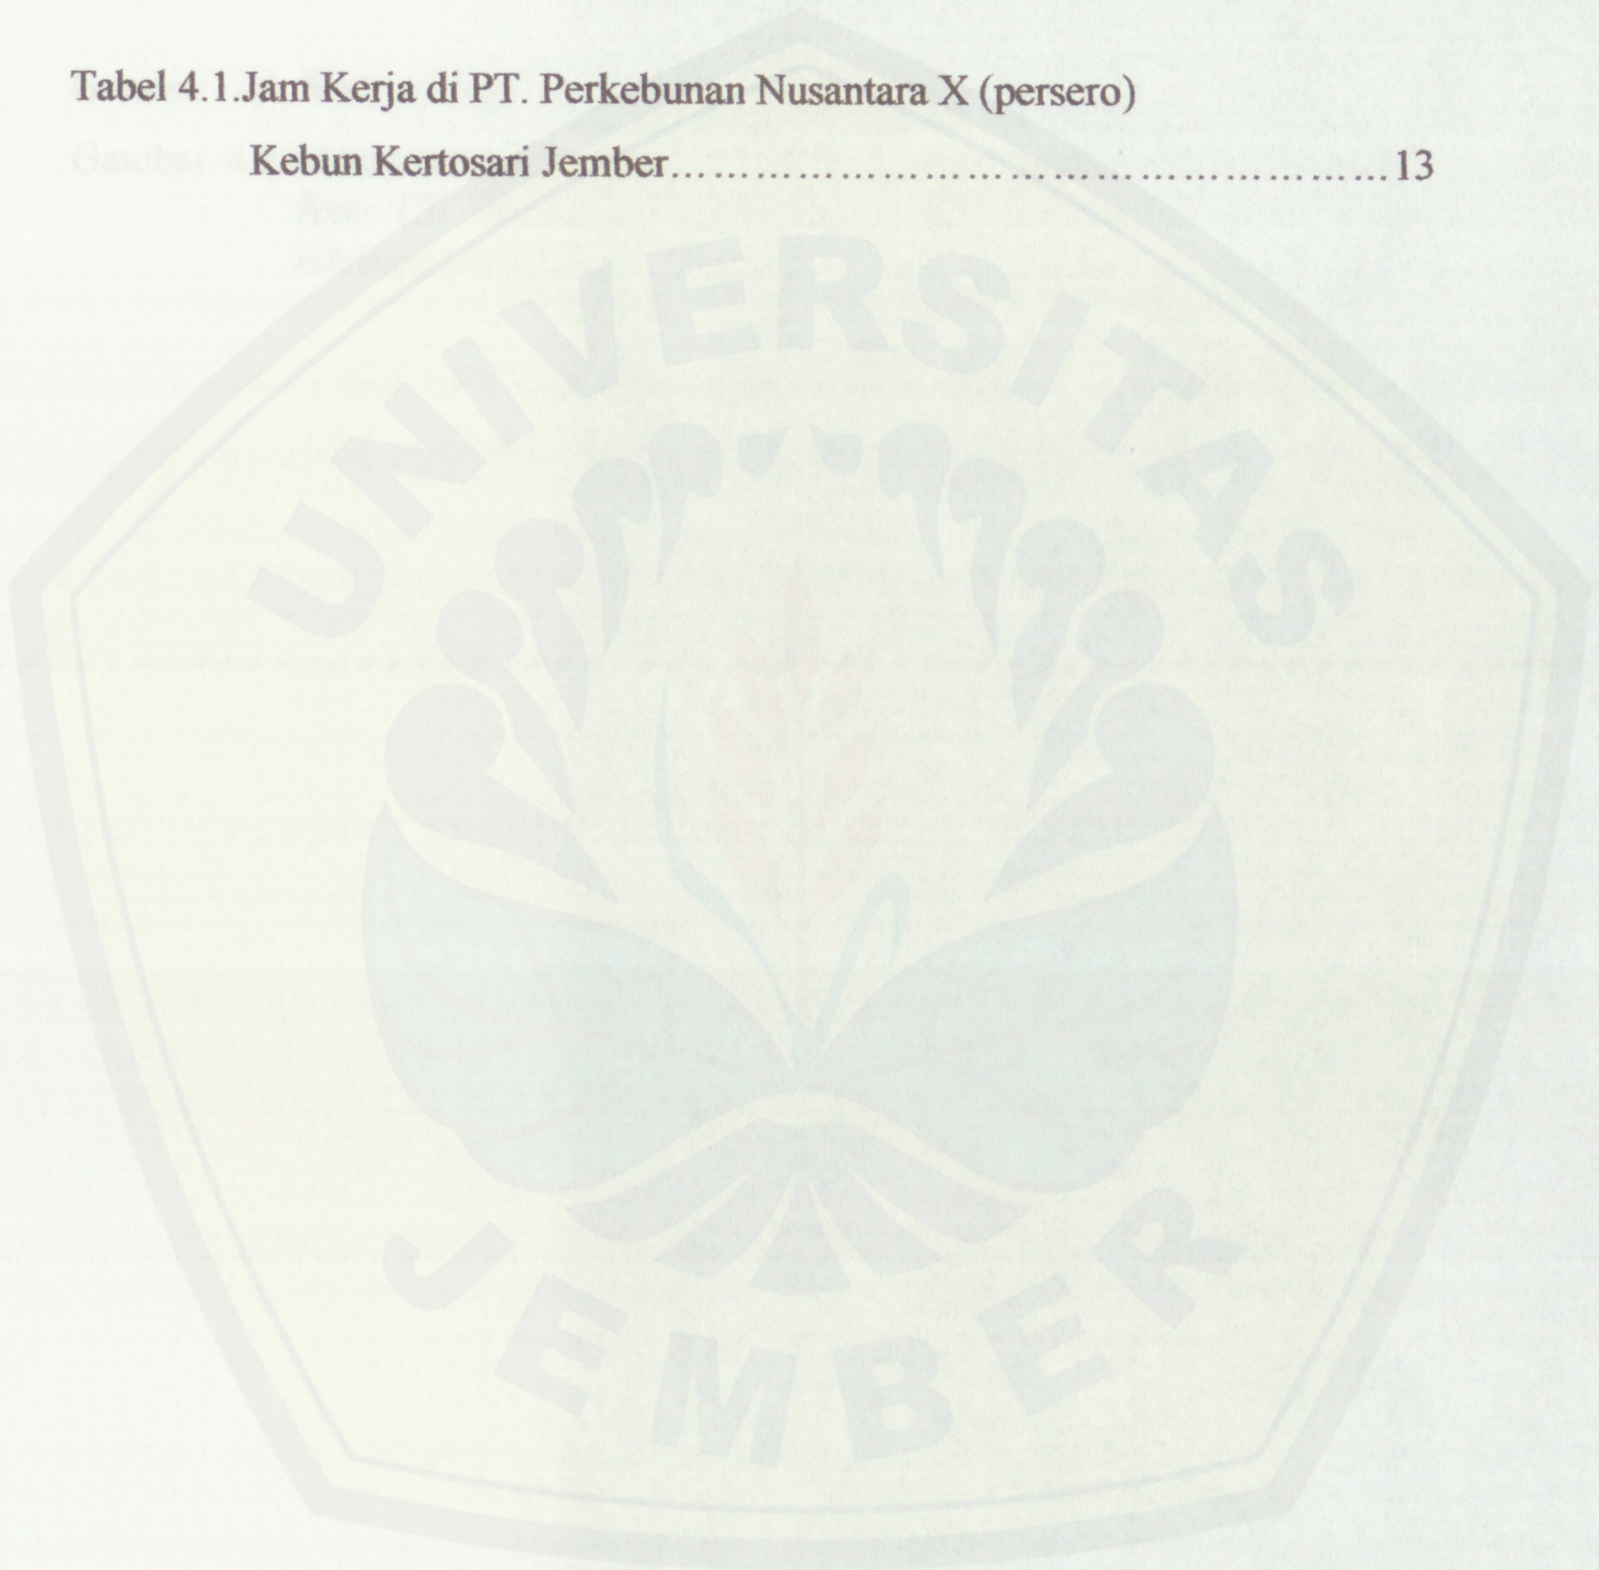 Tabel 4.1.Jam Kerja di PT. Perkebunan Nusantara X (persero)
Kebun Kertosari Jember.......................................................13
UNIVERSITAS
JEMBER